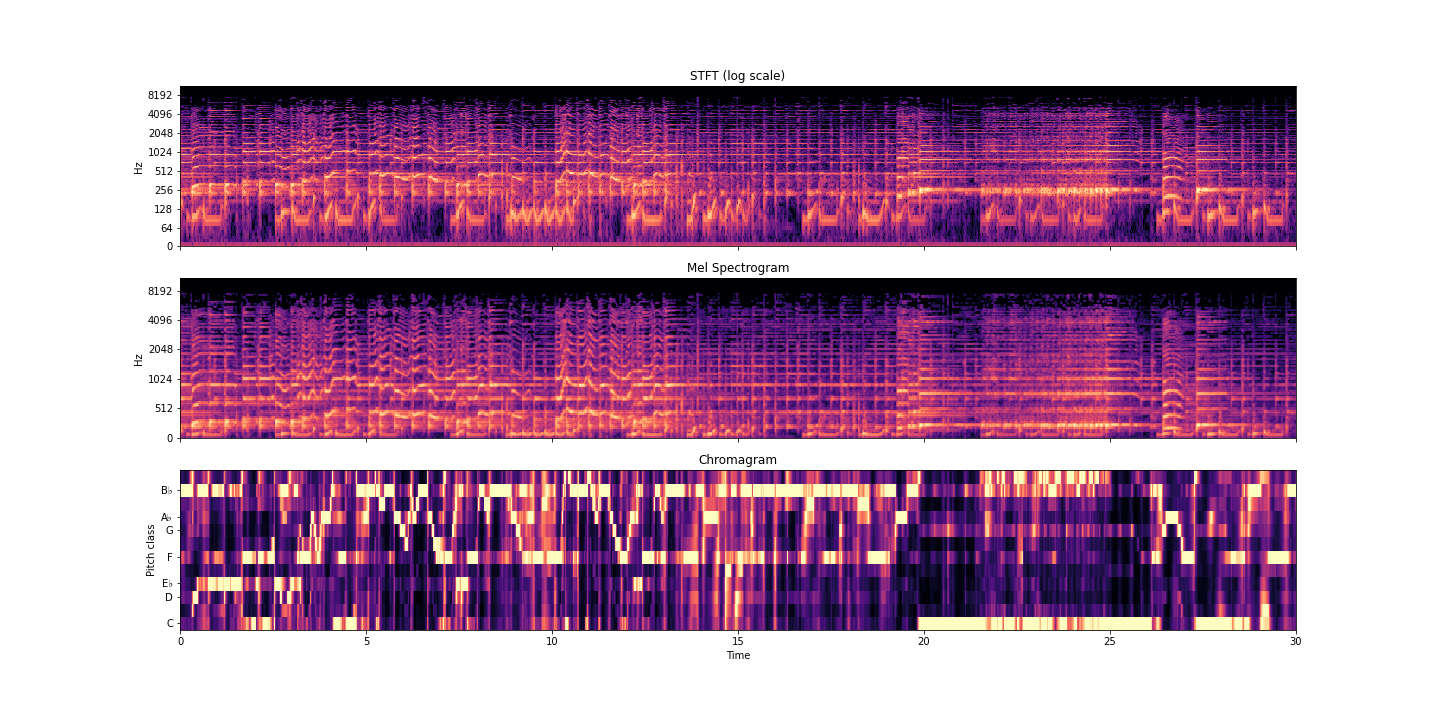 STFT (log scale)
8192
4096
2048
1024
512
256
128
64
0
Hz
Mel Spectrogram
8192
4096
2048
1024
512
0
Hz
Chromagram
B♭
A♭
G
F
E♭
D
C
Pitch class
0 5 10 15 20 25 30
Time